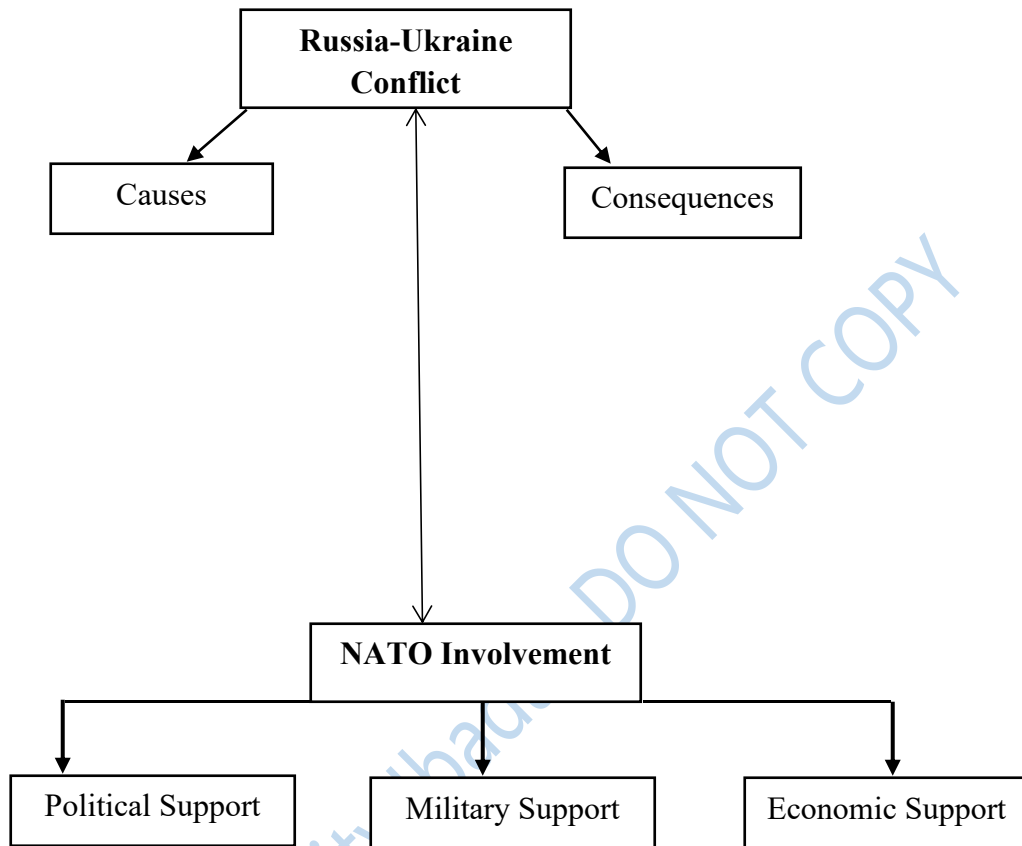 Russia-Ukraine
Conflict
Causes
Consequences
DO NOT COPY
NATO Involvement
Political Support
Military Support
Economic Support